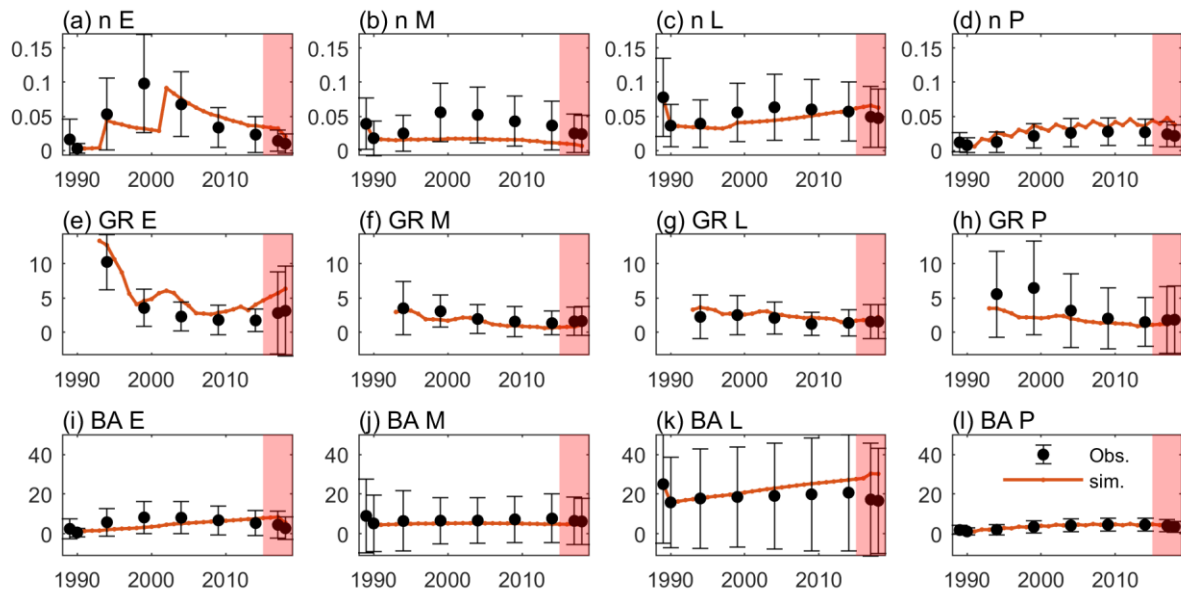 (a) n E (b) n M (c) n L (d) n P
0.15 0.15 0.15 0.15
0.1 0.1 0.1 0.1
0.05 0.05 0.05 0.05
0 0 0 0
1990 2000 2010 1990 2000 2010 1990 2000 2010 1990 2000 2010
(e) GR E (f) GR M (g) GR L (h) GR P
10 10 10 10
5 5 5 5
0 0 0 0
1990 2000 2010 1990 2000 2010 1990 2000 2010 1990 2000 2010
(i) BA E (j) BA M (k) BA L (l) BA P
40 40 40 40
Obs.
20 20 20 20
sim.
0 0 0 0
1990 2000 2010 1990 2000 2010 1990 2000 2010 1990 2000 2010